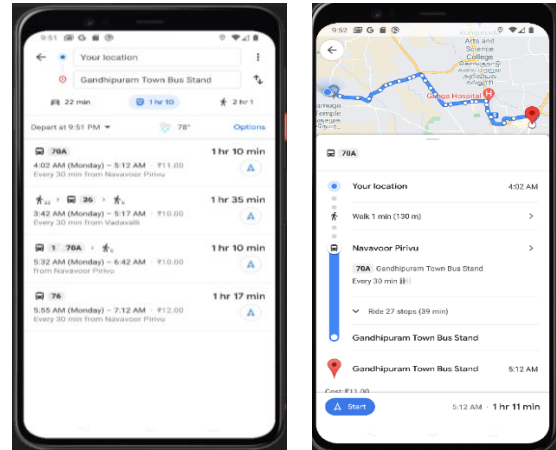 9:51
Your location
Gandhipuram Town Bus Stand
22 min
1 hr 10
2 hr 1
Depart at 9:51 PM
78°
Options
70A
1 hr 10 min
4:02 AM (Monday) – 5:12 AM · ₹11.00
Every 30 min from Navavoor Pirivu
36
1 hr 35 min
3:42 AM (Monday) – 5:17 AM · ₹10.00
Every 30 min from Vadavalli
1 70A
1 hr 10 min
5:32 AM (Monday) – 6:42 AM · ₹10.00
from Navavoor Pirivu
76
1 hr 17 min
5:55 AM (Monday) – 7:12 AM · ₹12.00
Every 30 min from Navavoor Pirivu
9:52
Arts and
Science
College
Ganga Hospital
Temple
70A
Your location
4:02 AM
Walk 1 min (130 m)
Navavoor Pirivu
70A Gandhipuram Town Bus Stand
Every 30 min
Ride 27 stops (39 min)
Gandhipuram Town Bus Stand
Gandhipuram Town Bus Stand
5:12 AM
Cost: ₹11.00
Start
5:12 AM · 1 hr 11 min